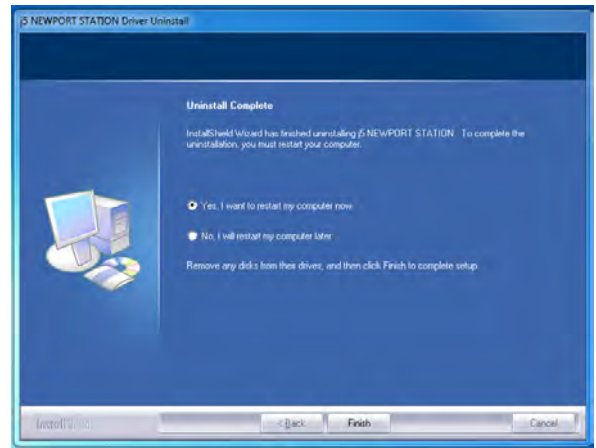 j5 NEWPORT STATION Driver Uninstall
Uninstall Complete
InstallShield Wizard has finished uninstalling j5 NEWPORT STATION. To complete the
uninstallation, you must restart your computer.
Yes, I want to restart my computer now.
No, I will restart my computer later.
Remove any disks from their drives, and then click Finish to complete setup.
InstallShield
< Back
Finish
Cancel